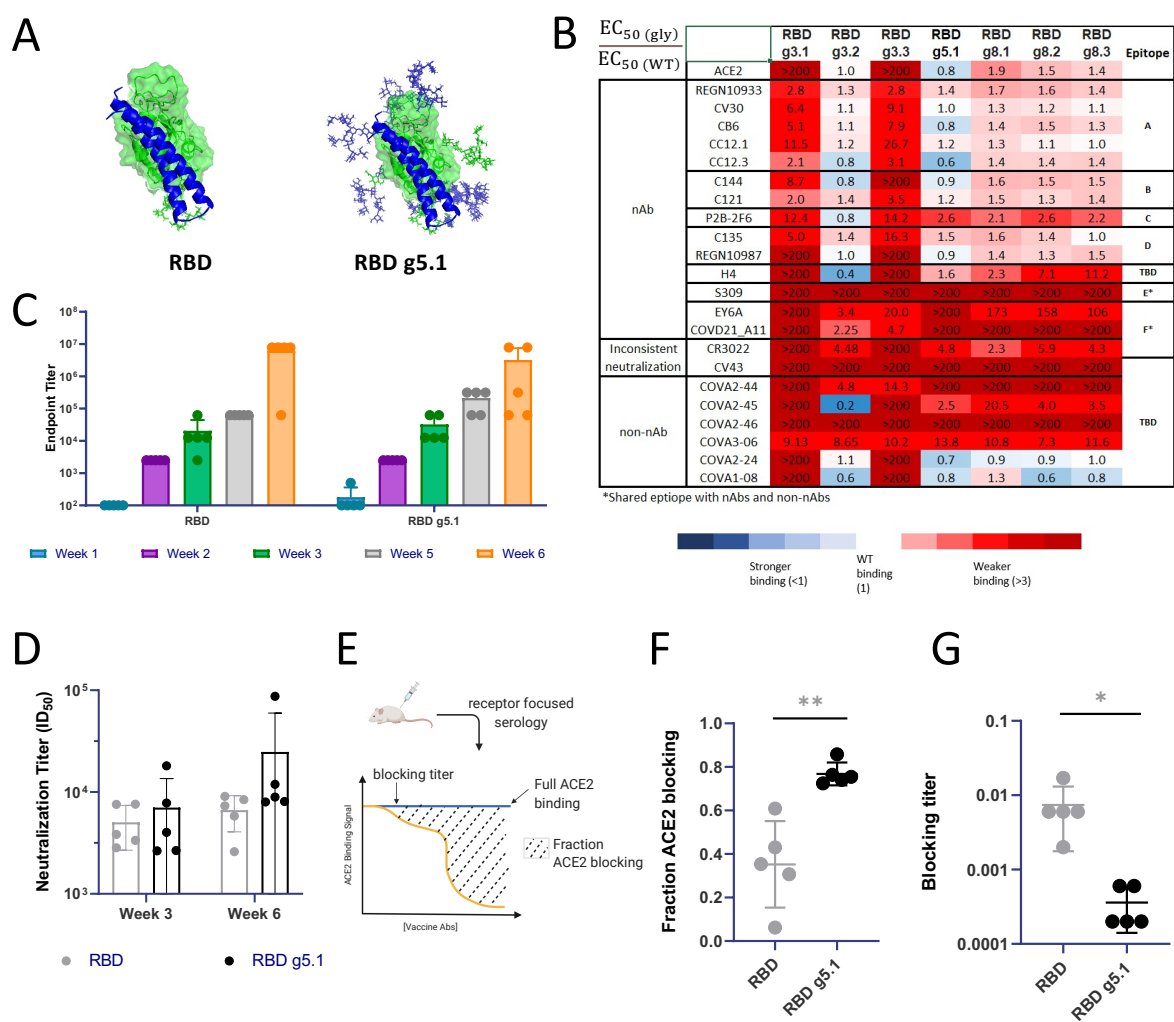 A
RBD
RBD g5.1
B
EC50 (gly)
EC50 (WT)
RBD g3.1 RBD g3.2 RBD g3.3 RBD g5.1 RBD g8.1 RBD g8.2 RBD g8.3 Epitope
ACE2 >200 1.0 >200 0.8 1.9 1.5 1.4
nAb
REGN10933 2.8 1.3 2.8 1.4 1.7 1.6 1.4
CV30 6.4 1.1 9.1 1.0 1.3 1.2 1.1
CB6 5.1 1.1 7.9 0.8 1.4 1.5 1.3 A
CC12.1 11.5 1.2 26.7 1.2 1.3 1.1 1.0
CC12.3 2.1 0.8 3.1 0.6 1.4 1.4 1.4
C144 8.7 0.8 >200 0.9 1.6 1.5 1.5 B
C121 2.0 1.4 3.5 1.2 1.5 1.3 1.4
P2B-2F6 12.4 0.8 14.2 2.6 2.1 2.6 2.2 C
C135 5.0 1.4 16.3 1.5 1.6 1.4 1.0 D
REGN10987 >200 1.0 >200 0.9 1.4 1.5 1.4
H4 >200 0.4 >200 1.6 2.3 7.1 11.2 TBD
S309 >200 >200 >200 >200 >200 >200 >200 E*
EY6A >200 3.4 20.0 >200 173 158 106 F*
COVD21_A11 >200 2.25 4.7 >200 >200 >200 >200
Inconsistent neutralization
CR3022 >200 4.48 >200 4.8 2.3 5.9 4.3
CV43 >200 >200 >200 >200 >200 >200 >200
non-nAb
COVA2-44 >200 4.8 14.3 >200 >200 >200 >200
COVA2-45 >200 0.2 >200 2.5 20.5 4.0 3.5 TBD
COVA2-46 >200 >200 >200 >200 >200 >200 >200
COVA3-06 9.13 8.65 10.2 13.8 10.8 7.3 11.6
COVA2-24 >200 1.1 >200 0.7 0.9 0.9 1.0
COVA1-08 >200 0.6 >200 0.8 1.3 0.6 0.8
*Shared eptiope with nAbs and non-nAbs
Stronger
binding (<1)
WT
binding
(1)
Weaker
binding (>3)
C
Endpoint Titer
10^8
10^7
10^6
10^5
10^4
10^3
10^2
RBD
RBD g5.1
Week 1 Week 2 Week 3 Week 5 Week 6
D
Neutralization Titer (ID50)
10^5
10^4
10^3
Week 3 Week 6
RBD RBD g5.1
E
receptor focused
serology
blocking titer
Full ACE2
binding
Fraction
ACE2 blocking
ACE2 Binding Signal
[Vaccine Abs]
F
Fraction ACE2 blocking
**
1.0
0.8
0.6
0.4
0.2
0.0
RBD
RBD g5.1
G
Blocking titer
*
0.1
0.01
0.001
0.0001
RBD
RBD g5.1